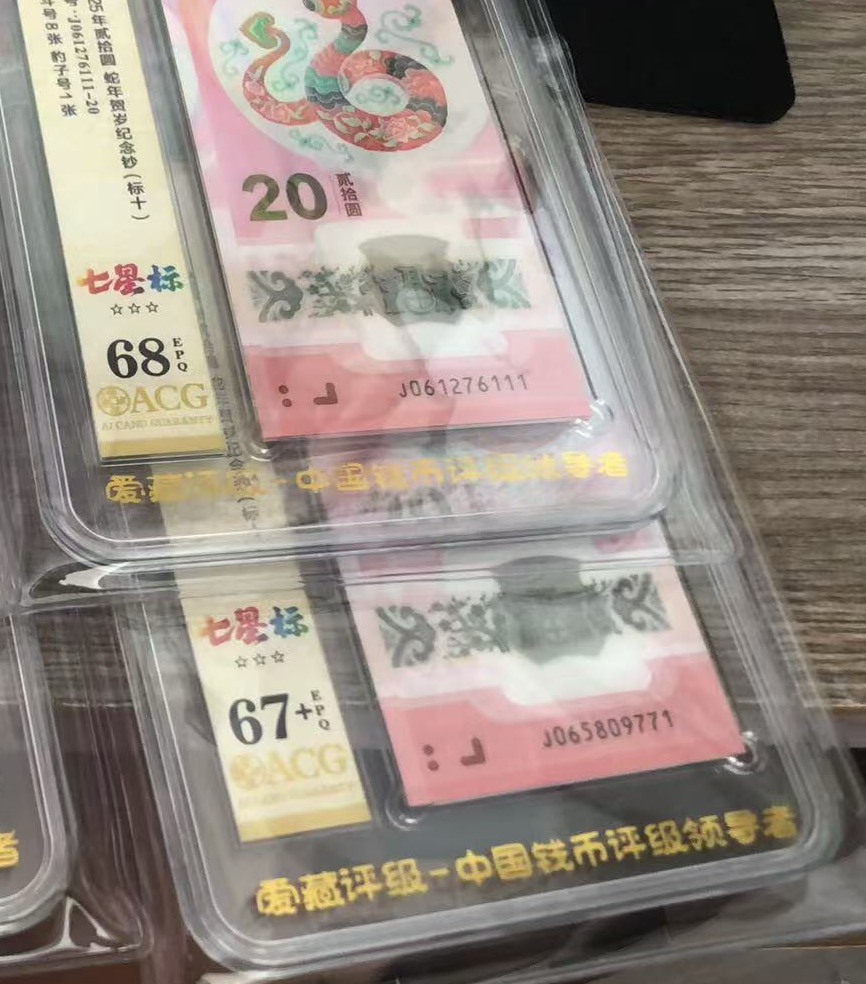 25年贰拾圆 蛇年贺岁纪念钞(标十)
号:J061276111-20
号8张 豹子号1张
七星标
☆☆☆
68 EPQ
ACG
AI CANG GUARANTY
20 贰拾圆
J061276111
爱藏评级-中国钱币评级领导者
七星标
☆☆☆
67+ EPQ
ACG
J065809771
爱藏评级-中国钱币评级领导者
者